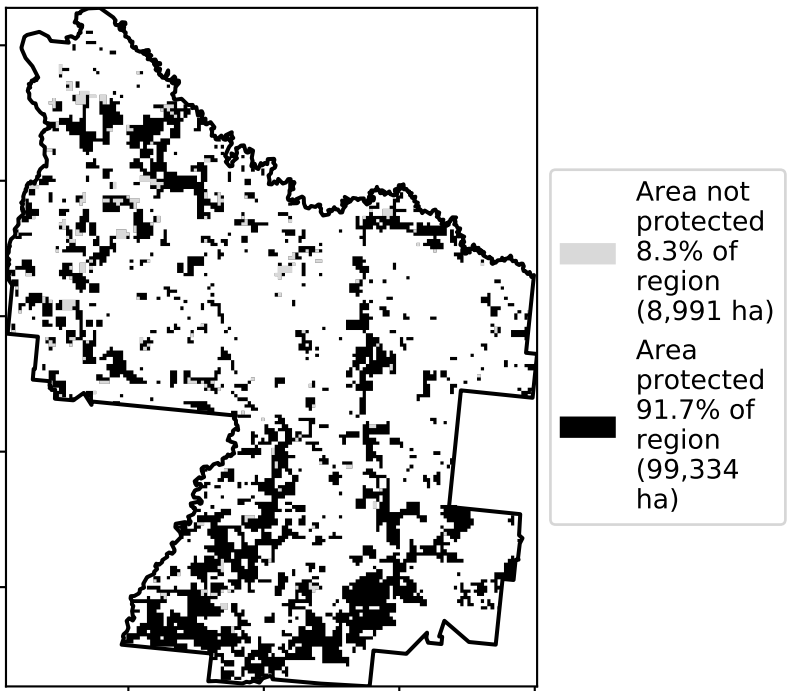 Area not
protected
8.3% of
region
(8,991 ha)
Area
protected
91.7% of
region
(99,334
ha)